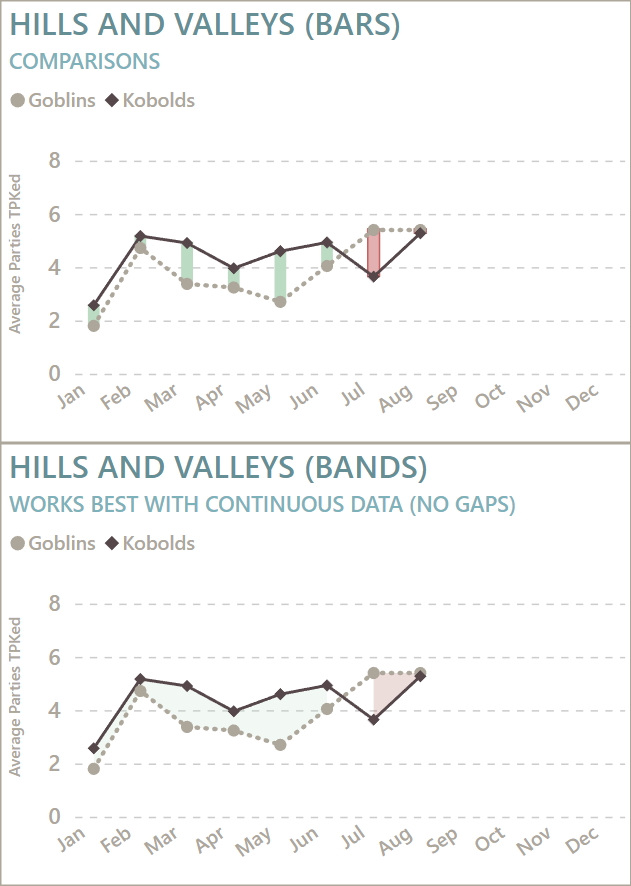 HILLS AND VALLEYS (BARS)
COMPARISONS
Goblins Kobolds
Average Parties TPKed
8
6
4
2
0
Jan Feb Mar Apr May Jun Jul Aug Sep Oct Nov Dec
HILLS AND VALLEYS (BANDS)
WORKS BEST WITH CONTINUOUS DATA (NO GAPS)
Goblins Kobolds
Average Parties TPKed
8
6
4
2
0
Jan Feb Mar Apr May Jun Jul Aug Sep Oct Nov Dec